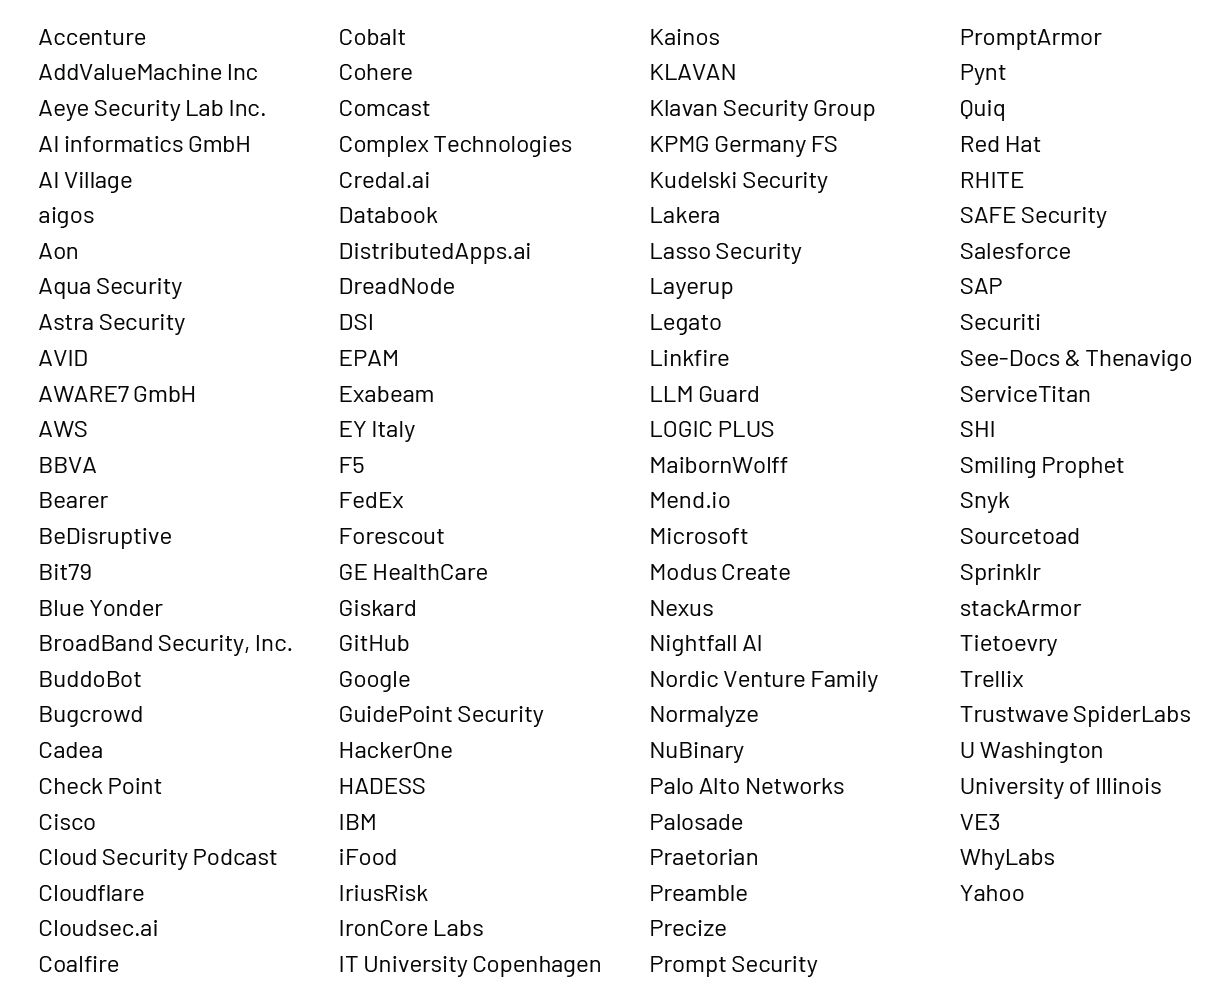 Accenture
AddValueMachine Inc
Aeye Security Lab Inc.
AI informatics GmbH
AI Village
aigos
Aon
Aqua Security
Astra Security
AVID
AWARE7 GmbH
AWS
BBVA
Bearer
BeDisruptive
Bit79
Blue Yonder
BroadBand Security, Inc.
BuddoBot
Bugcrowd
Cadea
Check Point
Cisco
Cloud Security Podcast
Cloudflare
Cloudsec.ai
Coalfire
Cobalt
Cohere
Comcast
Complex Technologies
Credal.ai
Databook
DistributedApps.ai
DreadNode
DSI
EPAM
Exabeam
EY Italy
F5
FedEx
Forescout
GE HealthCare
Giskard
GitHub
Google
GuidePoint Security
HackerOne
HADESS
IBM
iFood
IriusRisk
IronCore Labs
IT University Copenhagen
Kainos
KLAVAN
Klavan Security Group
KPMG Germany FS
Kudelski Security
Lakera
Lasso Security
Layerup
Legato
Linkfire
LLM Guard
LOGIC PLUS
MaibornWolff
Mend.io
Microsoft
Modus Create
Nexus
Nightfall AI
Nordic Venture Family
Normalyze
NuBinary
Palo Alto Networks
Palosade
Praetorian
Preamble
Precize
Prompt Security
PromptArmor
Pynt
Quiq
Red Hat
RHITE
SAFE Security
Salesforce
SAP
Securiti
See-Docs & Thenavigo
ServiceTitan
SHI
Smiling Prophet
Snyk
Sourcetoad
Sprinklr
stackArmor
Tietoevry
Trellix
Trustwave SpiderLabs
U Washington
University of Illinois
VE3
WhyLabs
Yahoo